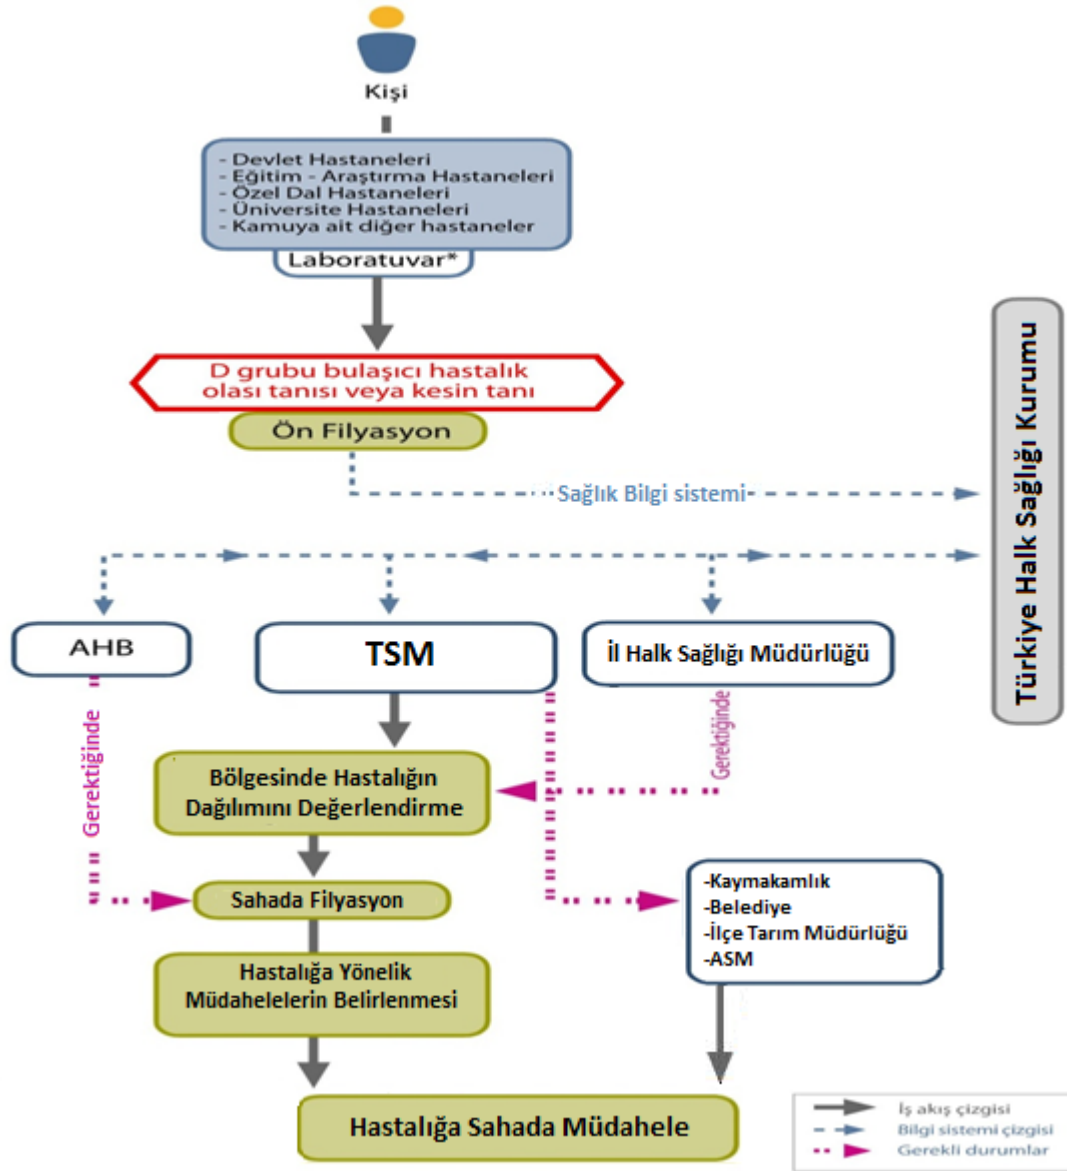 Kişi
- Devlet Hastaneleri
- Eğitim - Araştırma Hastaneleri
- Özel Dal Hastaneleri
- Üniversite Hastaneleri
- Kamuya ait diğer hastaneler
Laboratuvar*
D grubu bulaşıcı hastalık
olası tanısı veya kesin tanı
Ön Filyasyon
Sağlık Bilgi sistemi
Türkiye Halk Sağlığı Kurumu
AHB
TSM
İl Halk Sağlığı Müdürlüğü
Gerektiğinde
Gerektiğinde
Bölgesinde Hastalığın
Dağılımını Değerlendirme
Sahada Filyasyon
-Kaymakamlık
-Belediye
-İlçe Tarım Müdürlüğü
-ASM
Hastalığa Yönelik
Müdahelelerin Belirlenmesi
Hastalığa Sahada Müdahele
İş akış çizgisi
Bilgi sistemi çizgisi
Gerekli durumlar